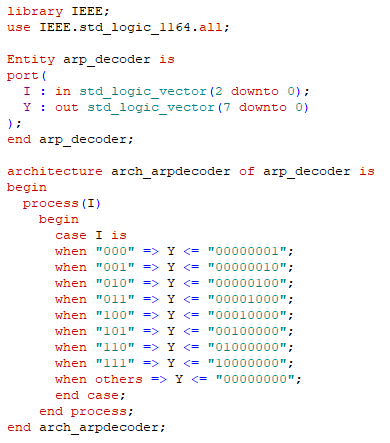 library IEEE;
use IEEE.std_logic_1164.all;

Entity arp_decoder is
port(
  I : in std_logic_vector(2 downto 0);
  Y : out std_logic_vector(7 downto 0)
);
end arp_decoder;

architecture arch_arpdecoder of arp_decoder is
begin
  process(I)
    begin
      case I is
      when "000" => Y <= "00000001";
      when "001" => Y <= "00000010";
      when "010" => Y <= "00000100";
      when "011" => Y <= "00001000";
      when "100" => Y <= "00010000";
      when "101" => Y <= "00100000";
      when "110" => Y <= "01000000";
      when "111" => Y <= "10000000";
      when others => Y <= "00000000";
      end case;
    end process;
end arch_arpdecoder;